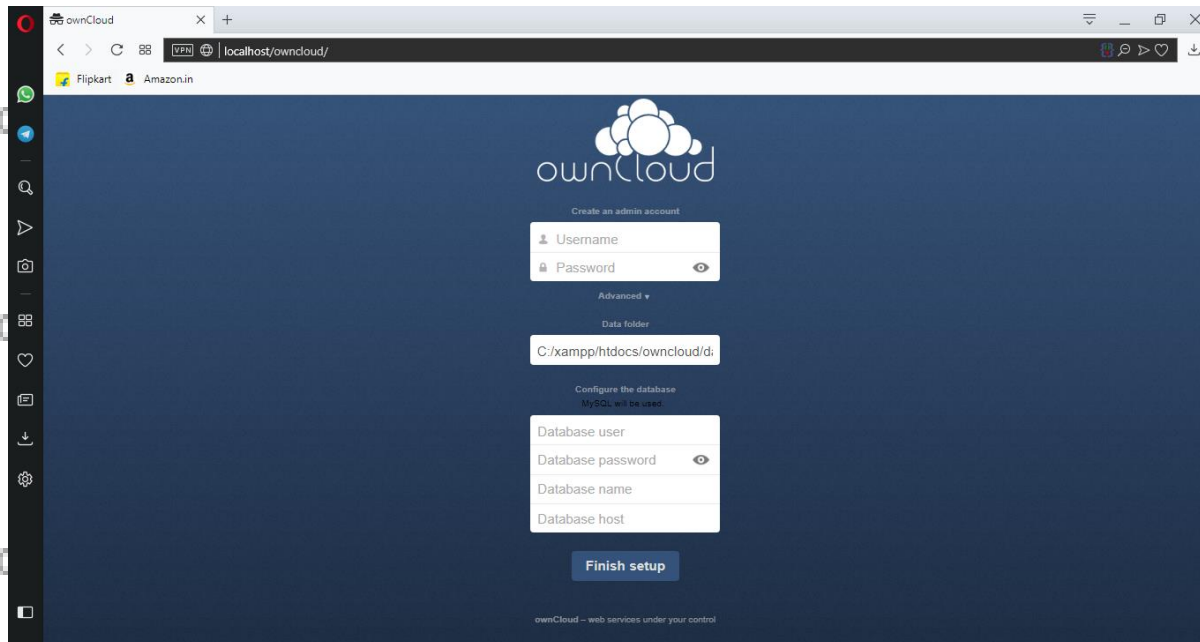 ownCloud
VPN localhost/owncloud/
Flipkart a Amazon.in
ownCloud
Create an admin account
Username
Password
Advanced
Data folder
C:/xampp/htdocs/owncloud/da
Configure the database
MySQL will be used
Database user
Database password
Database name
Database host
Finish setup
ownCloud – web services under your control